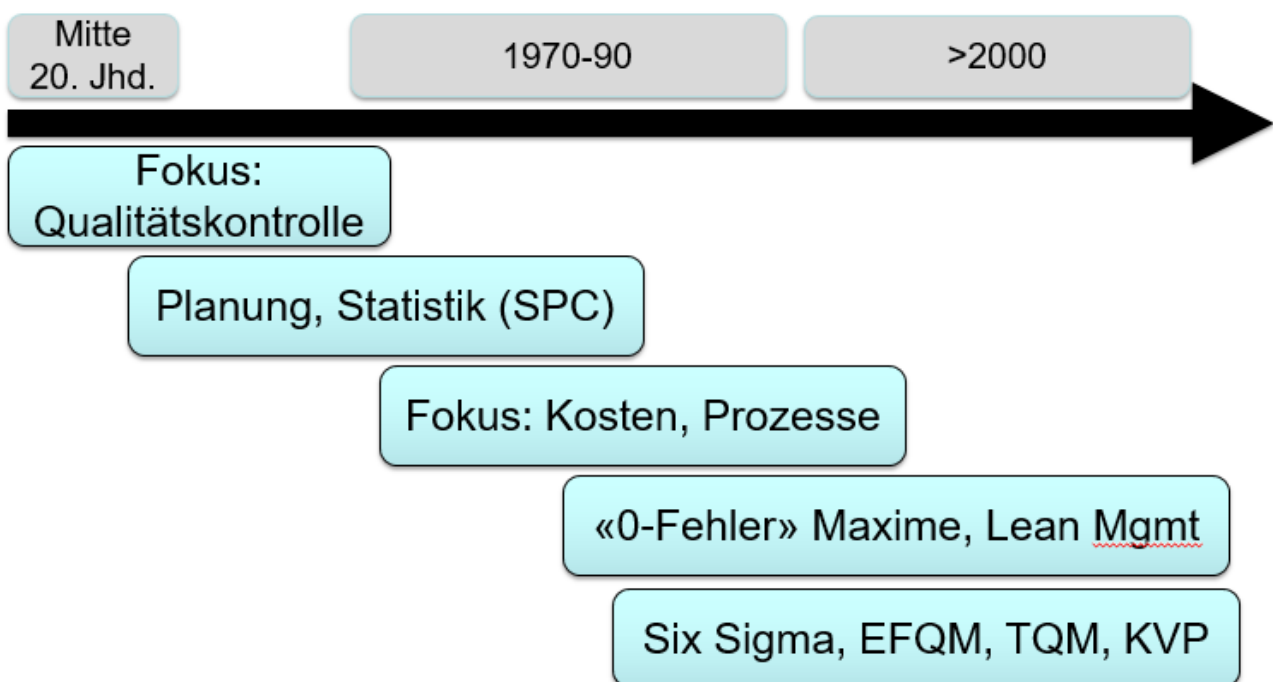 Mitte
20. Jhd.
1970-90
>2000
Fokus:
Qualitätskontrolle
Planung, Statistik (SPC)
Fokus: Kosten, Prozesse
«0-Fehler» Maxime, Lean Mgmt
Six Sigma, EFQM, TQM, KVP